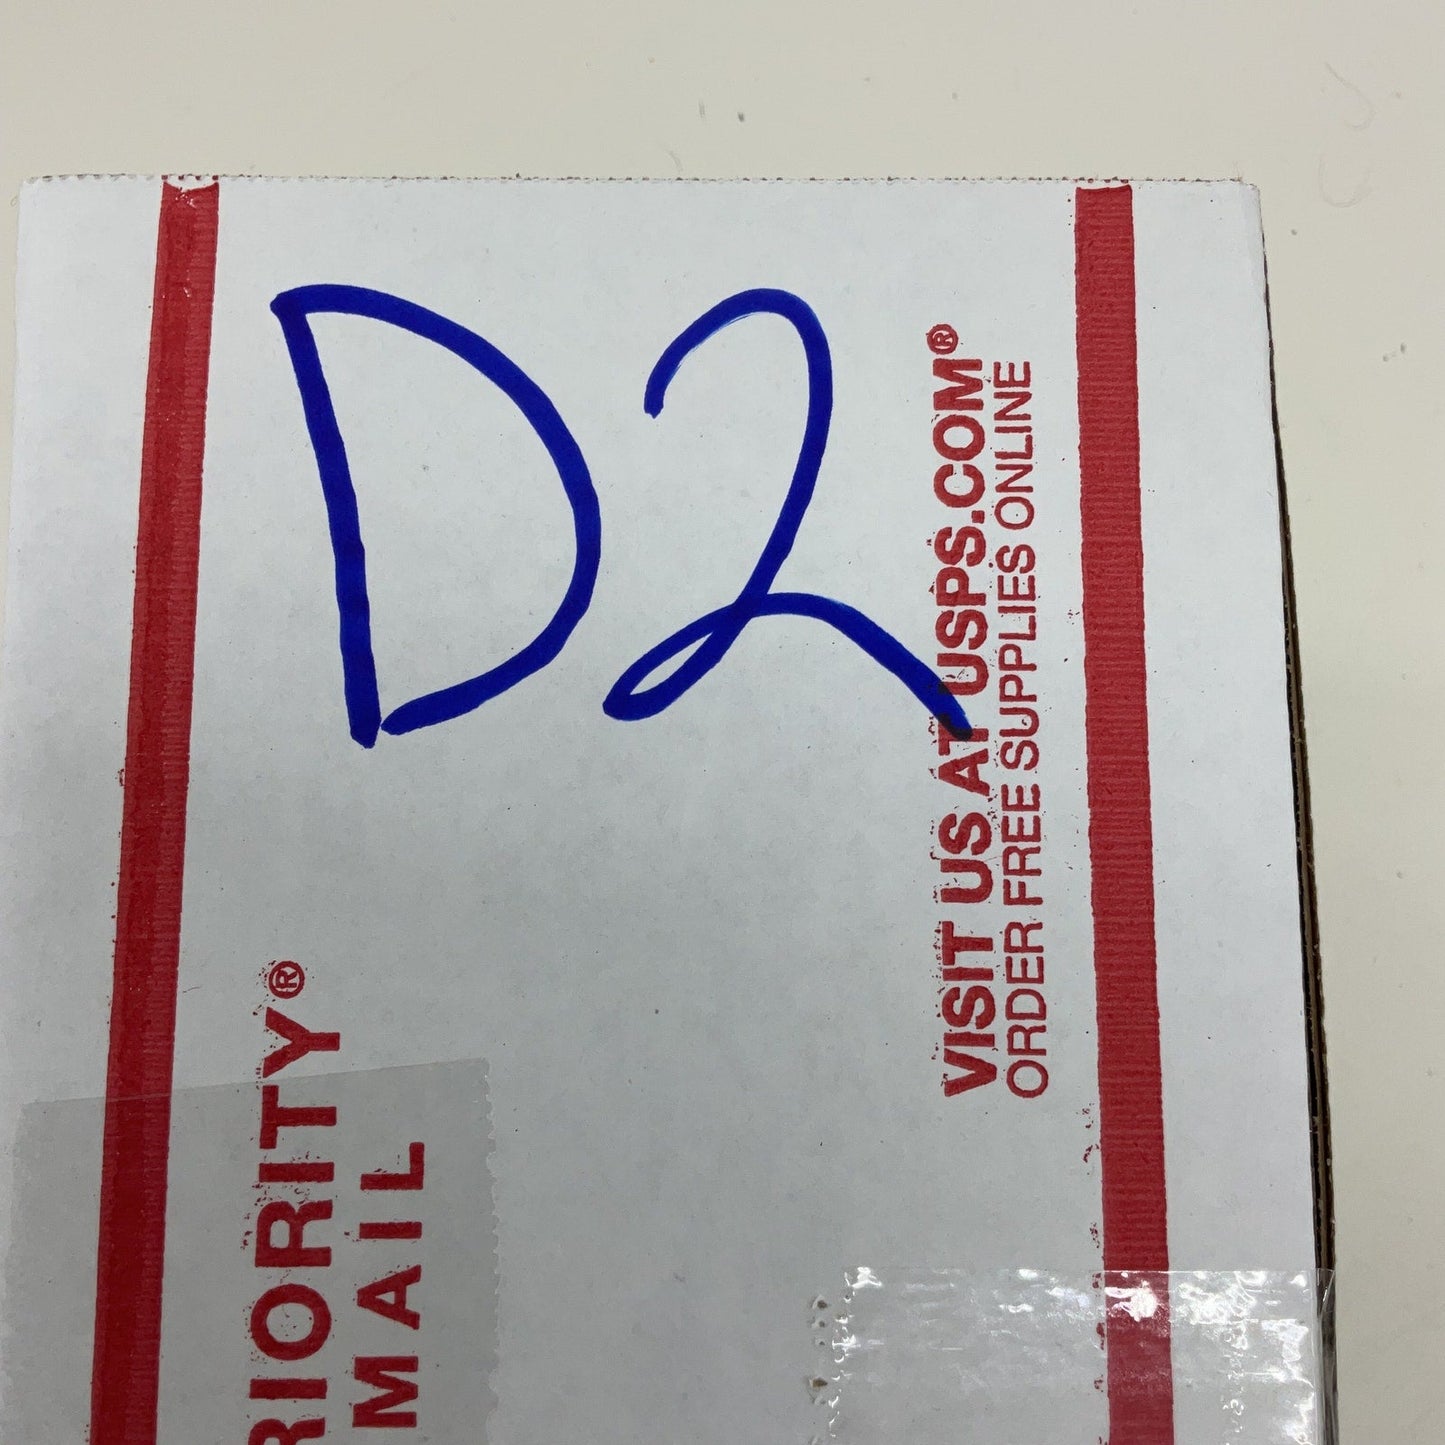 D2
VISIT US AT USPS.COM®
ORDER FREE SUPPLIES ONLINE
RIORITY®
MAIL